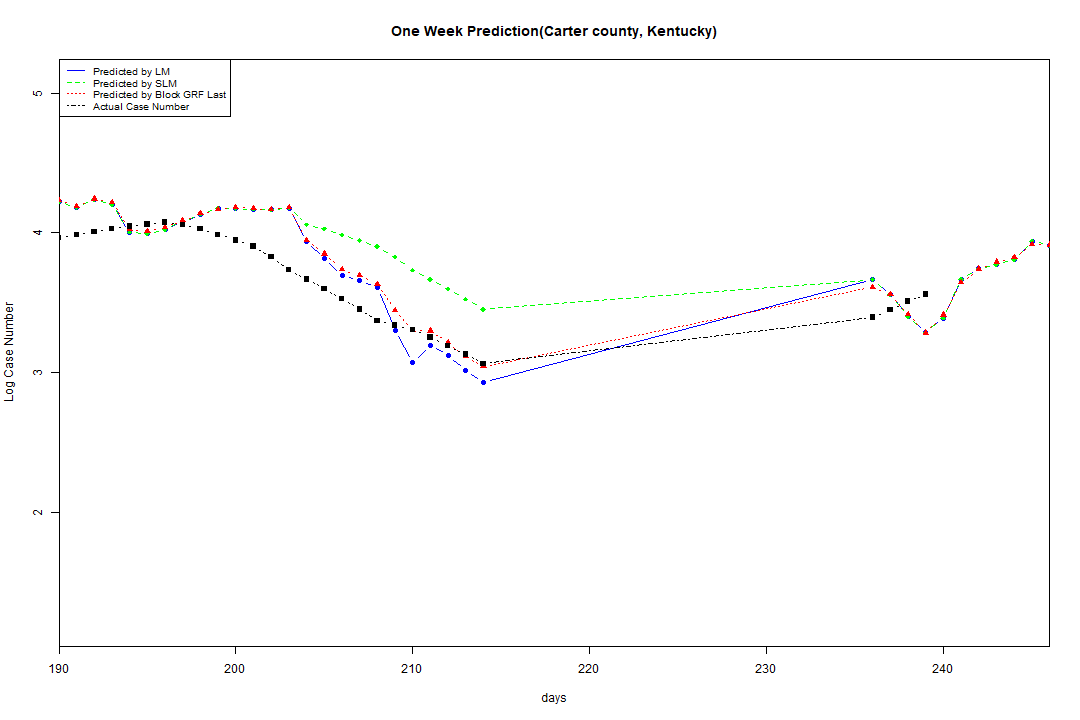 One Week Prediction(Carter county, Kentucky)
Predicted by LM
Predicted by SLM
Predicted by Block GRF Last
Actual Case Number
5
4
3
2
Log Case Number
190 200 210 220 230 240
days